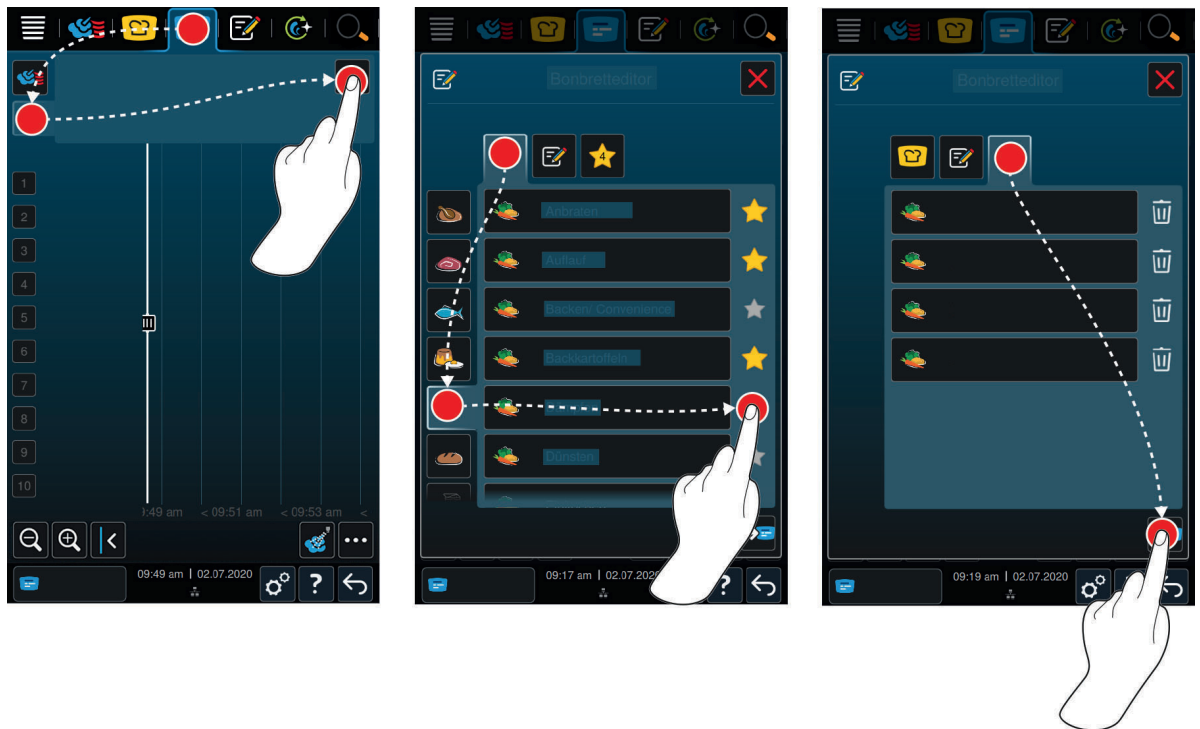 1
2
3
4
5
6
7
8
9
10
:49 am < 09:51 am < 09:53 am <
09:49 am | 02.07.2020
?
Bonbretteditor
4
Anbraten
Auflauf
Backen/ Convenience
Backkartoffeln
Dünsten
09:17 am | 02.07.2020
?
Bonbretteditor
09:19 am | 02.07.2020